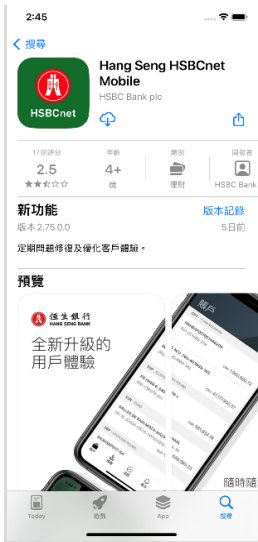 2:45
搜尋
Hang Seng HSBCnet
Mobile
HSBC Bank plc
HSBCnet
17 份評分
年齡
類別
開發者
2.5
4+
歲
理財
HSBC Bank
新功能
版本記錄
版本 2.75.0.0
5日前
定期問題修復及優化客戶體驗。
預覽
恒生銀行
HANG SENG BANK
全新升級的
用戶體驗
賬戶
隨時隨
Today
遊戲
App
搜尋